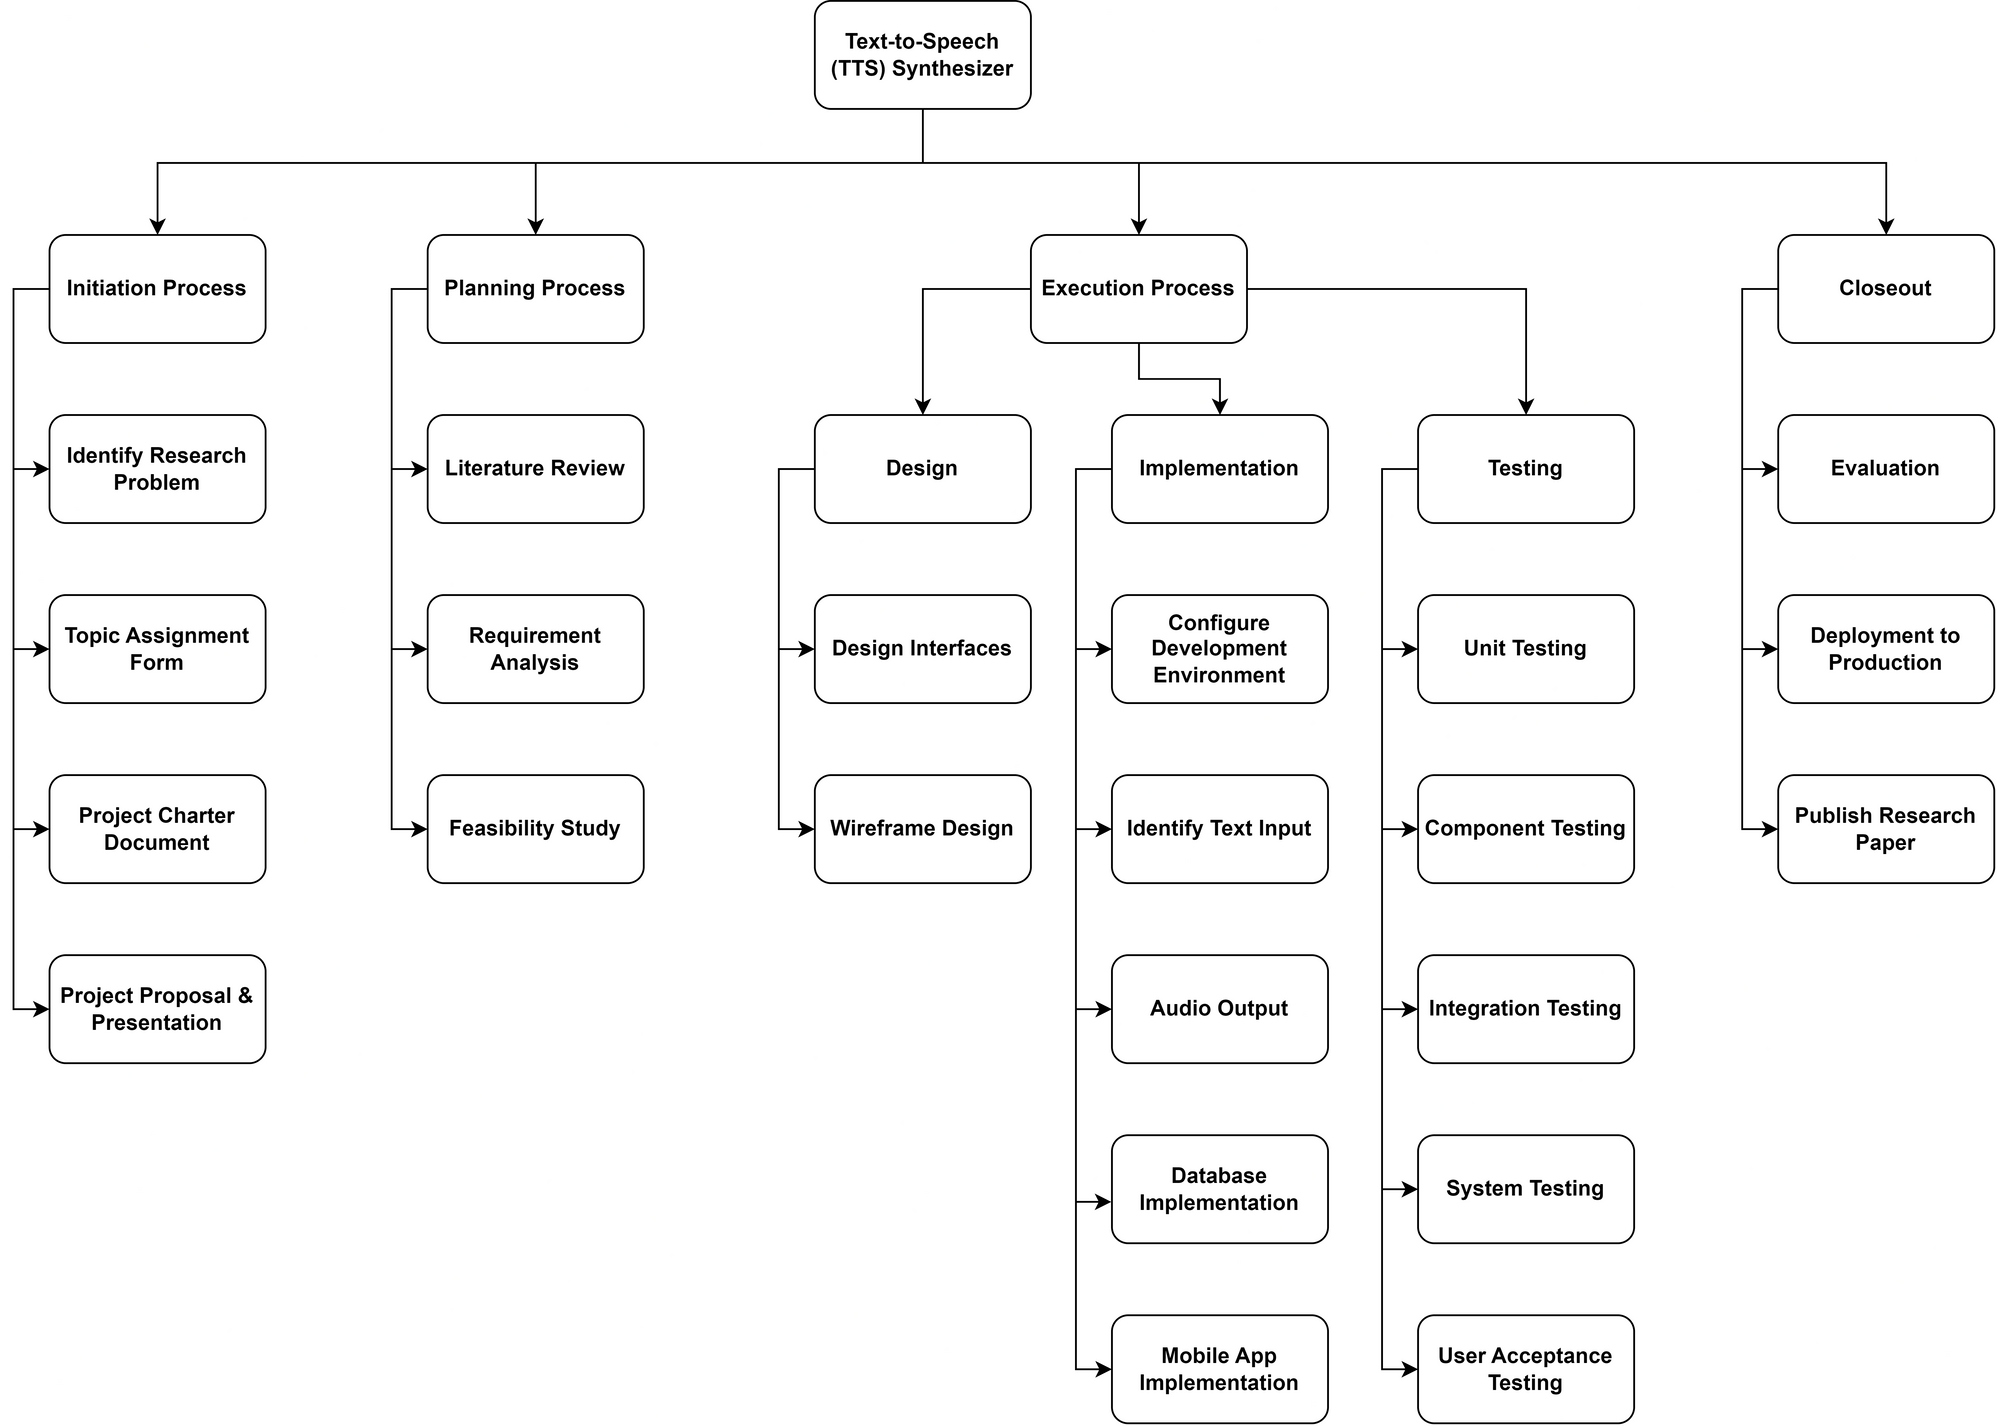 Text-to-Speech
(TTS) Synthesizer
Initiation Process
Planning Process
Execution Process
Closeout
Identify Research
Problem
Topic Assignment
Form
Project Charter
Document
Project Proposal &
Presentation
Literature Review
Requirement
Analysis
Feasibility Study
Design
Design Interfaces
Wireframe Design
Implementation
Configure
Development
Environment
Identify Text Input
Audio Output
Database
Implementation
Mobile App
Implementation
Testing
Unit Testing
Component Testing
Integration Testing
System Testing
User Acceptance
Testing
Evaluation
Deployment to
Production
Publish Research
Paper